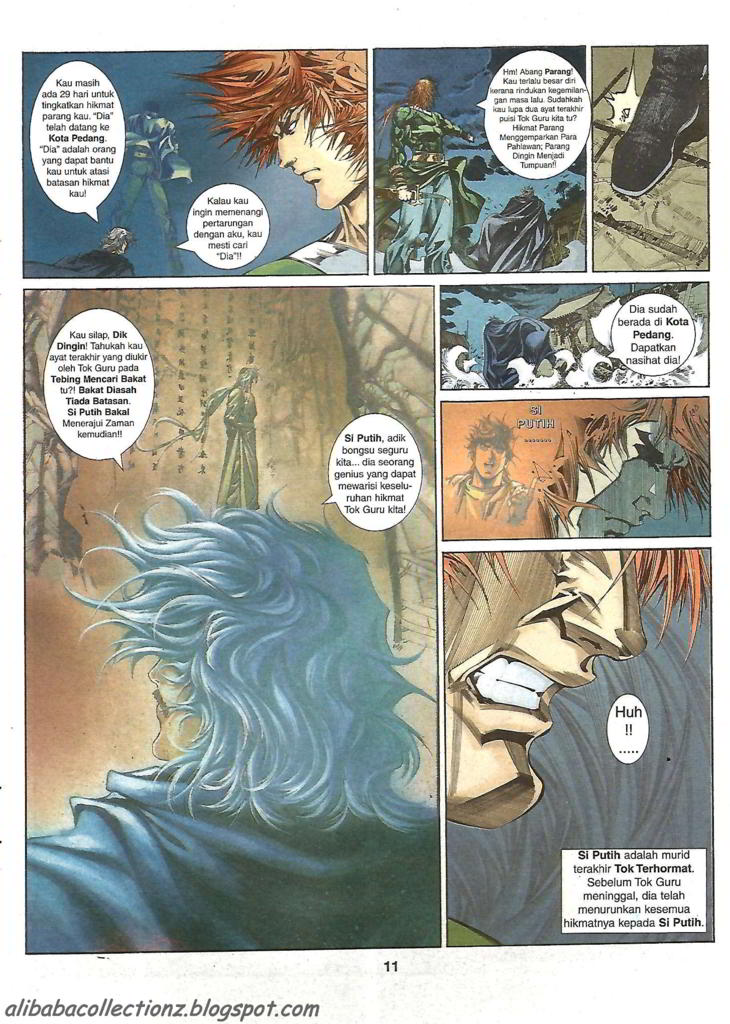 Kau masih
ada 29 hari untuk
tingkatkan hikmat
parang kau. “Dia”
telah datang ke
Kota Pedang.
“Dia” adalah orang
yang dapat bantu
kau untuk atasi
batasan hikmat
kau!
Kalau kau
ingin memenangi
pertarungan
dengan aku, kau
mesti cari
“Dia”!!
Hm! Abang Parang!
Kau terlalu besar diri
kerana rindukan kegemilang-
an masa lalu. Sudahkah
kau lupa dua ayat terakhir
puisi Tok Guru kita tu?
Hikmat Parang
Menggemparkan Para
Pahlawan; Parang
Dingin Menjadi
Tumpuan!!
Dia sudah
berada di Kota
Pedang.
Dapatkan
nasihat dia!
Kau silap, Dik
Dingin! Tahukah kau
ayat terakhir yang diukir
oleh Tok Guru pada
Tebing Mencari Bakat
tu?! Bakat Diasah
Tiada Batasan.
Si Putih Bakal
Menerajui Zaman
kemudian!!
Si Putih, adik
bongsu seguru
kita... dia seorang
genius yang dapat
mewarisi keselu-
ruhan hikmat
Tok Guru kita!
SI
PUTIH
.......
Huh
!!
.....
Si Putih adalah murid
terakhir Tok Terhormat.
Sebelum Tok Guru
meninggal, dia telah
menurunkan kesemua
hikmatnya kepada Si Putih.
11
alibabacollectionz.blogspot.com